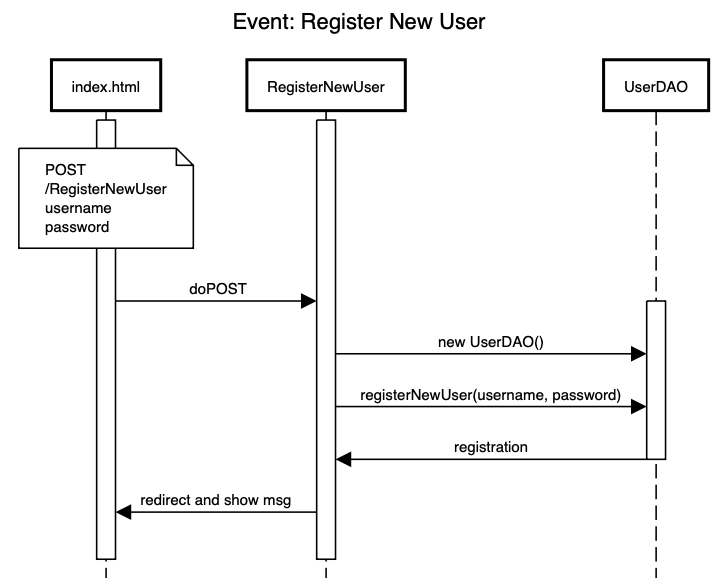 Event: Register New User
index.html
RegisterNewUser
UserDAO
POST
/RegisterNewUser
username
password
doPOST
new UserDAO()
registerNewUser(username, password)
registration
redirect and show msg